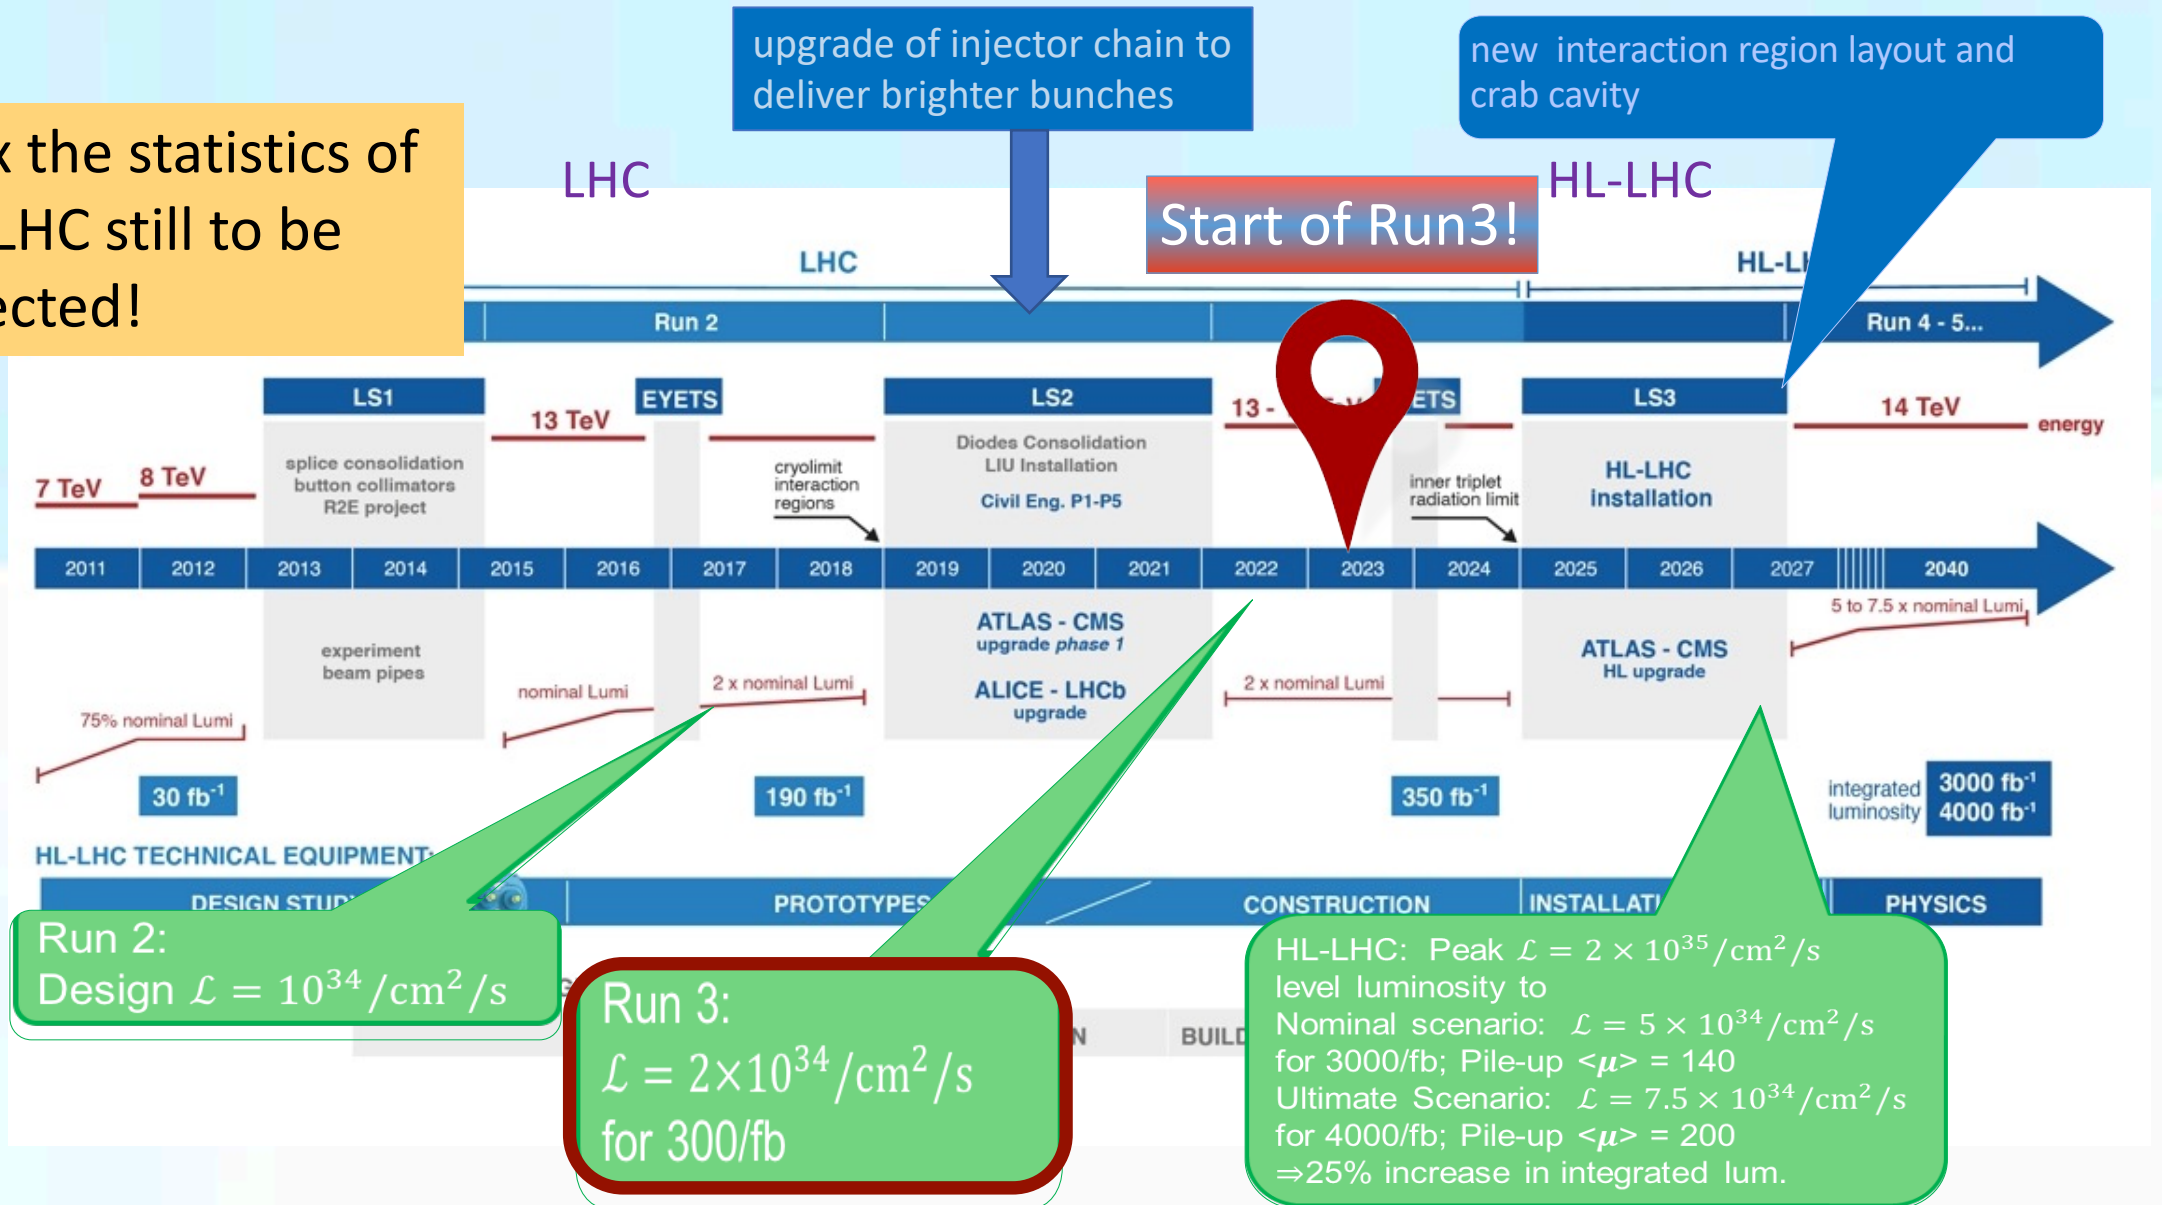 upgrade of injector chain to
deliver brighter bunches
new interaction region layout and
crab cavity
x the statistics of
LHC still to be
ected!
LHC
HL-LHC
Start of Run3!
LHC
Run 2
Run 4 - 5...
LS1
EYETS
LS2
ETS
LS3
13 TeV
13 -
14 TeV
energy
7 TeV
8 TeV
splice consolidation
button collimators
R2E project
cryolimit
interaction
regions
Diodes Consolidation
LIU Installation
Civil Eng. P1-P5
inner triplet
radiation limit
HL-LHC
installation
2011 2012 2013 2014 2015 2016 2017 2018 2019 2020 2021 2022 2023 2024 2025 2026 2027 2040
5 to 7.5 x nominal Lumi
experiment
beam pipes
ATLAS - CMS
upgrade phase 1
ALICE - LHCb
upgrade
ATLAS - CMS
HL upgrade
75% nominal Lumi
nominal Lumi
2 x nominal Lumi
2 x nominal Lumi
30 fb⁻¹
190 fb⁻¹
350 fb⁻¹
integrated
luminosity
3000 fb⁻¹
4000 fb⁻¹
HL-LHC TECHNICAL EQUIPMENT:
DESIGN STUD
PROTOTYPES
CONSTRUCTION
INSTALLATI
PHYSICS
Run 2:
Design ℒ = 10³⁴/cm²/s
Run 3:
ℒ = 2×10³⁴/cm²/s
for 300/fb
N
BUILD
HL-LHC: Peak ℒ = 2 × 10³⁵/cm²/s
level luminosity to
Nominal scenario: ℒ = 5 × 10³⁴/cm²/s
for 3000/fb; Pile-up <μ> = 140
Ultimate Scenario: ℒ = 7.5 × 10³⁴/cm²/s
for 4000/fb; Pile-up <μ> = 200
⇒25% increase in integrated lum.